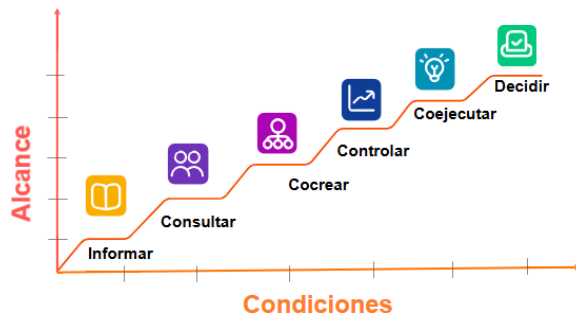 Alcance
Decidir
Coejecutar
Controlar
Cocrear
Consultar
Informar
Condiciones